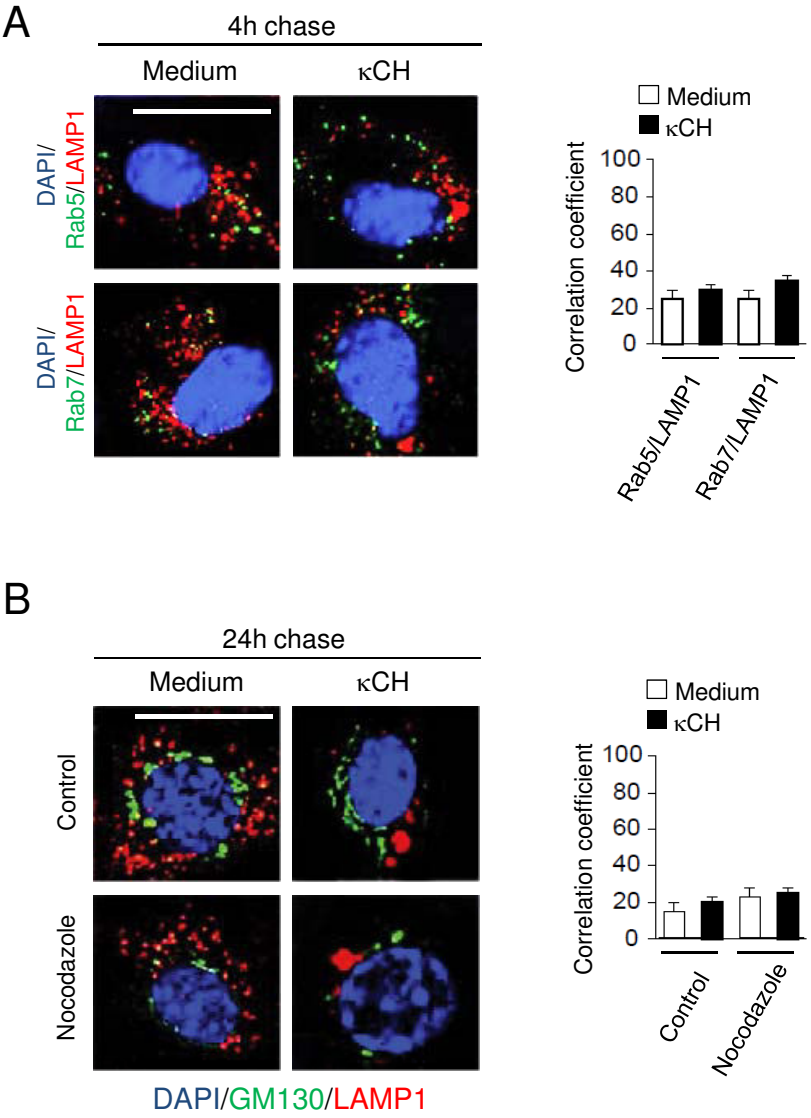 A
4h chase
Medium
κCH
DAPI/
Rab5/LAMP1
DAPI/
Rab7/LAMP1
Medium
κCH
Correlation coefficient
100
80
60
40
20
0
Rab5/LAMP1
Rab7/LAMP1
B
24h chase
Medium
κCH
Control
Nocodazole
DAPI/GM130/LAMP1
Medium
κCH
Correlation coefficient
100
80
60
40
20
0
Control
Nocodazole